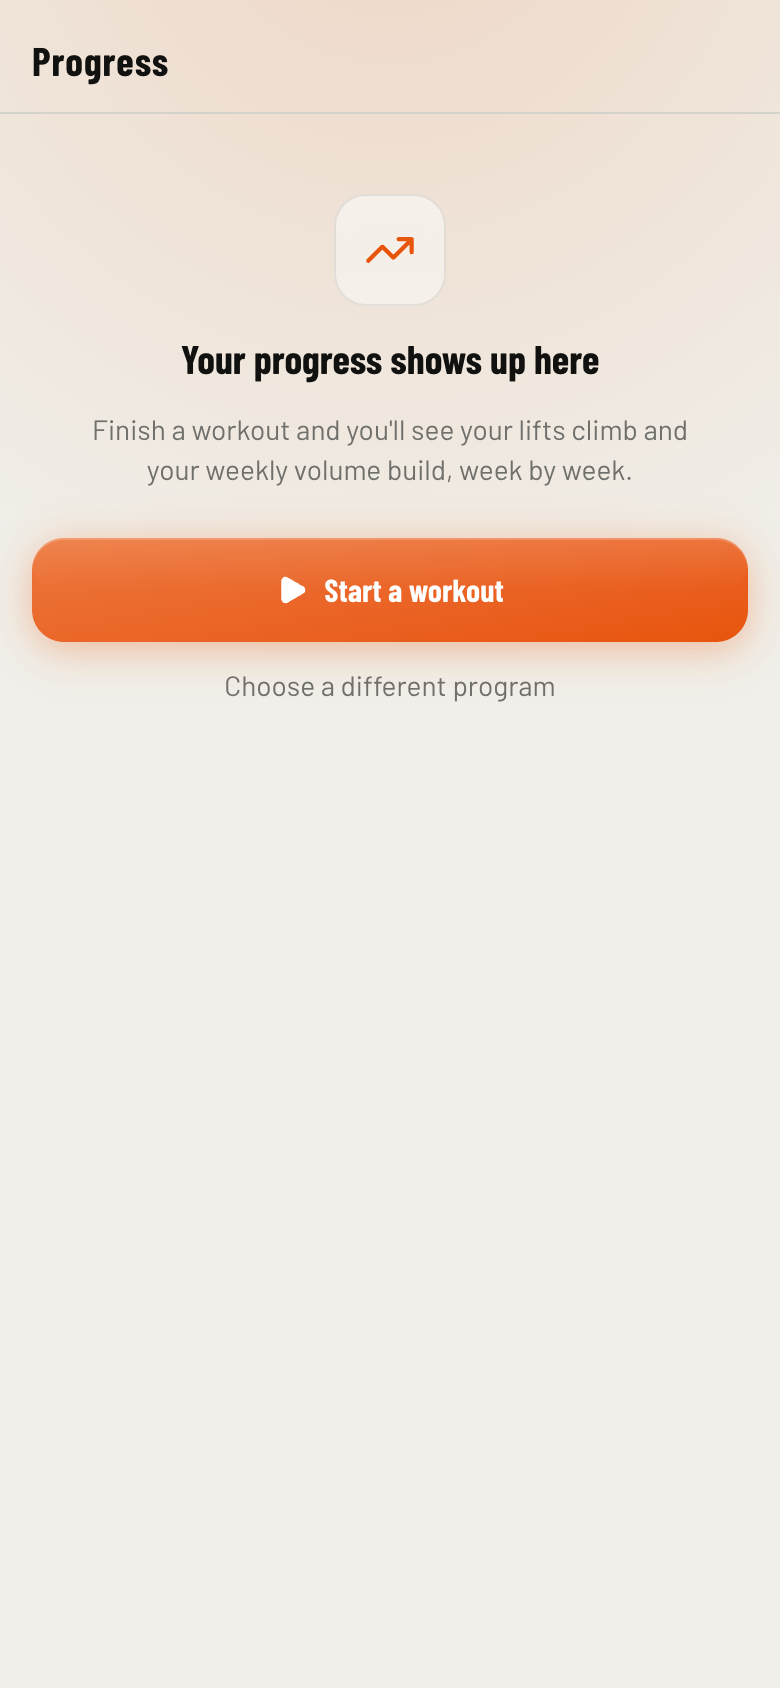 Progress
Your progress shows up here
Finish a workout and you'll see your lifts climb and
your weekly volume build, week by week.
Start a workout
Choose a different program